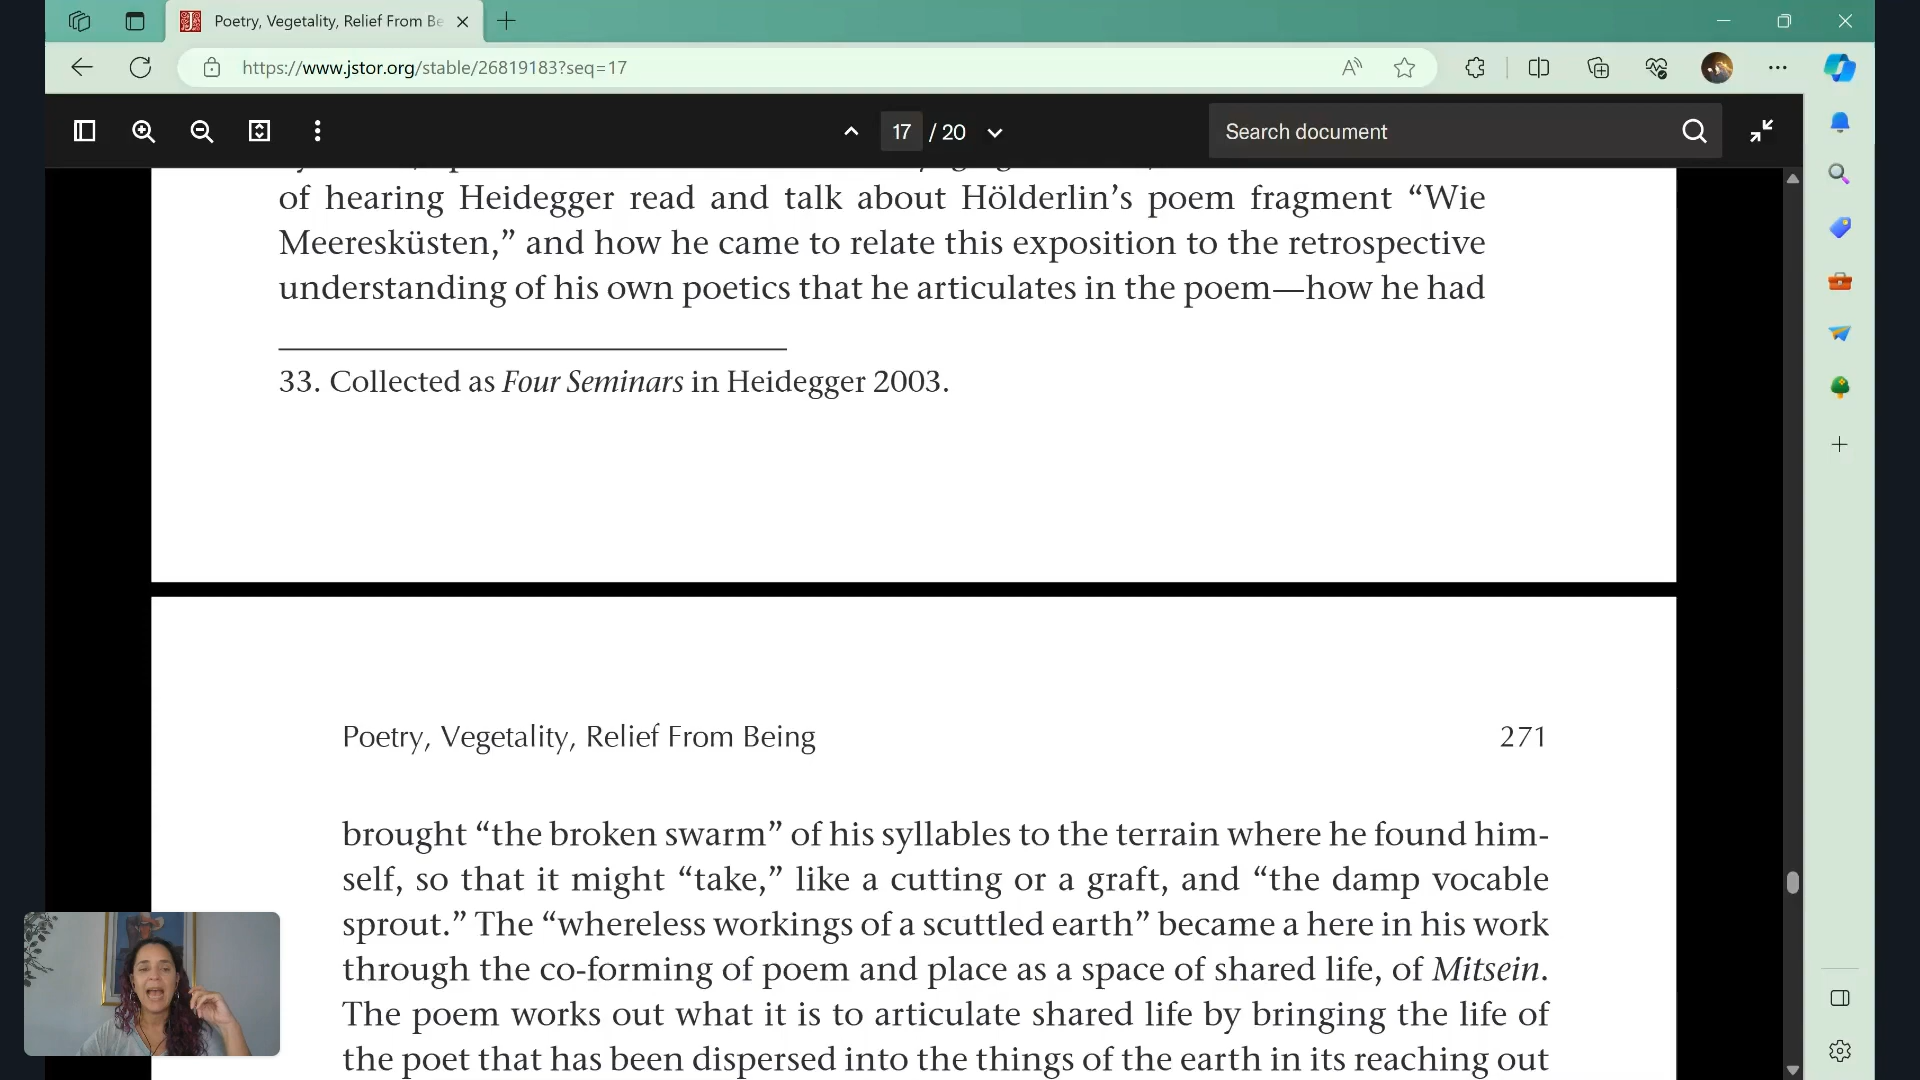 Poetry, Vegetality, Relief From Be
https://www.jstor.org/stable/26819183?seq=17
17 / 20
Search document
of hearing Heidegger read and talk about Hölderlin’s poem fragment “Wie
Meeresküsten,” and how he came to relate this exposition to the retrospective
understanding of his own poetics that he articulates in the poem—how he had
33. Collected as Four Seminars in Heidegger 2003.
Poetry, Vegetality, Relief From Being 271
brought “the broken swarm” of his syllables to the terrain where he found him-
self, so that it might “take,” like a cutting or a graft, and “the damp vocable
sprout.” The “whereless workings of a scuttled earth” became a here in his work
through the co-forming of poem and place as a space of shared life, of Mitsein.
The poem works out what it is to articulate shared life by bringing the life of
the poet that has been dispersed into the things of the earth in its reaching out